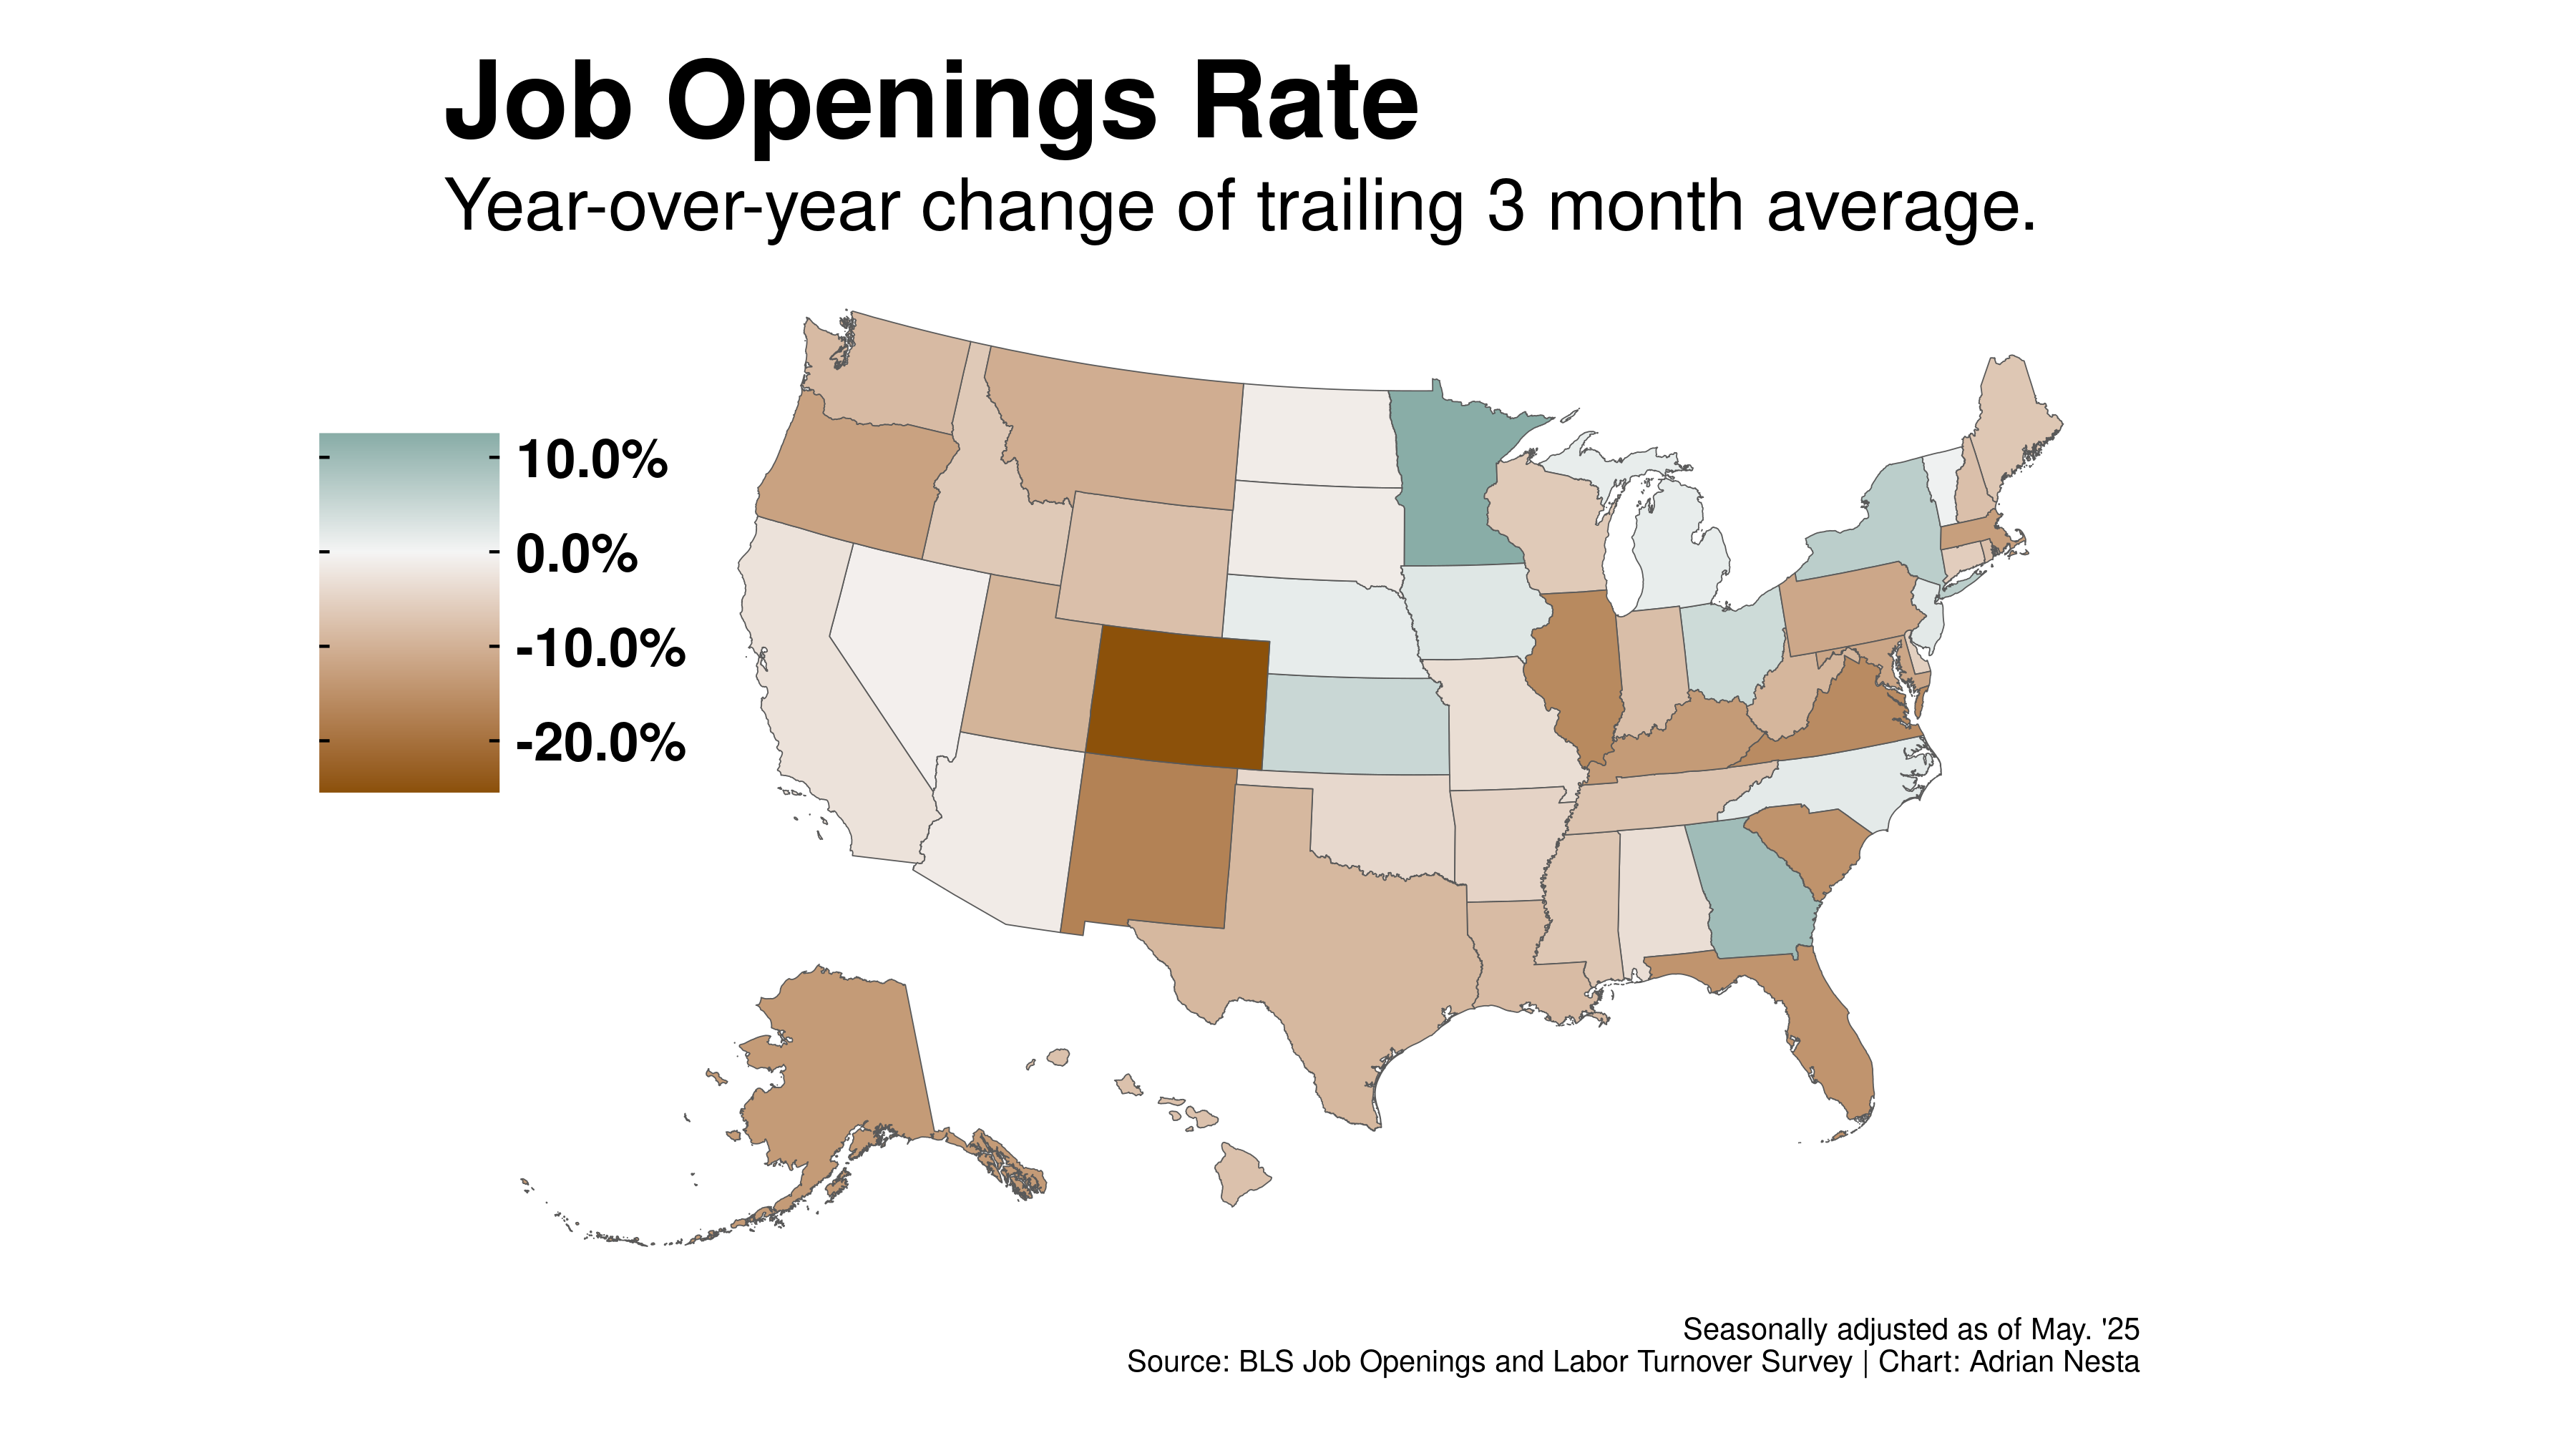 Job Openings Rate
Year-over-year change of trailing 3 month average.
10.0%
0.0%
-10.0%
-20.0%
Seasonally adjusted as of May. '25
Source: BLS Job Openings and Labor Turnover Survey | Chart: Adrian Nesta